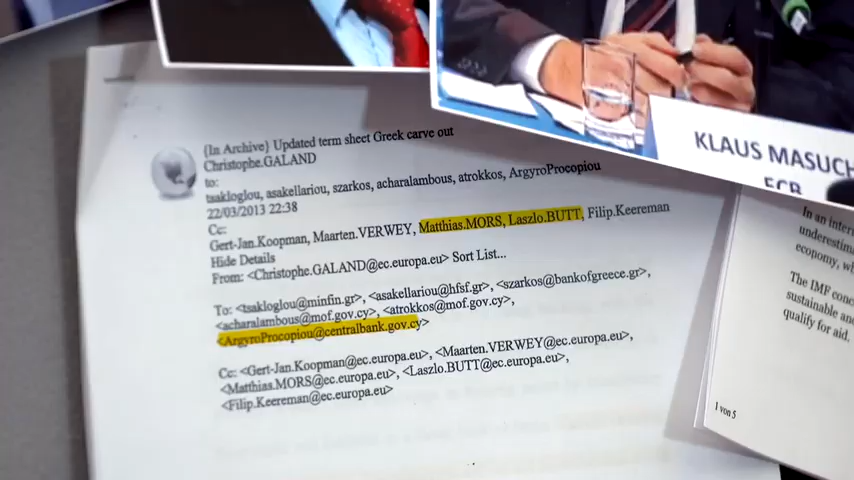 {In Archive} Updated term sheet Greek carve out
Christophe.GALAND
to:
tsakloglou, asakellariou, szarkos, acharalambous, atrokkos, ArgyroProcopiou
22/03/2013 22:38
Cc:
Gert-Jan.Koopman, Maarten.VERWEY, Matthias.MORS, Laszlo.BUTT, Filip.Keereman
Hide Details
From: <Christophe.GALAND@ec.europa.eu> Sort List...
To: <tsakloglou@minfin.gr>, <asakellariou@hfsf.gr>, <szarkos@bankofgreece.gr>,
<acharalambous@mof.gov.cy>, <atrokkos@mof.gov.cy>,
<ArgyroProcopiou@centralbank.gov.cy>
Cc: <Gert-Jan.Koopman@ec.europa.eu>, <Maarten.VERWEY@ec.europa.eu>,
<Matthias.MORS@ec.europa.eu>, <Laszlo.BUTT@ec.europa.eu>,
<Filip.Keereman@ec.europa.eu>
KLAUS MASUCH
ECB
In an inter
underestim
economy, wh
The IMF conc
sustainable and
qualify for aid.
1 von 5